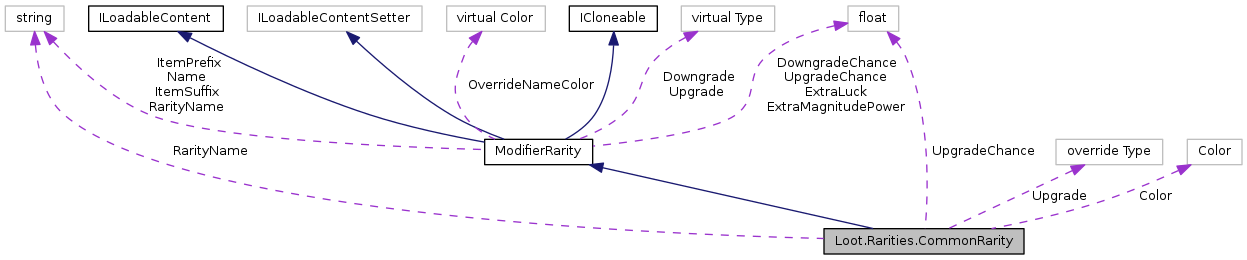 string
ILoadableContent
ILoadableContentSetter
virtual Color
ICloneable
virtual Type
float
ItemPrefix
Name
ItemSuffix
RarityName
OverrideNameColor
Downgrade
Upgrade
DowngradeChance
UpgradeChance
ExtraLuck
ExtraMagnitudePower
RarityName
ModifierRarity
UpgradeChance
override Type
Color
Upgrade
Color
Loot.Rarities.CommonRarity